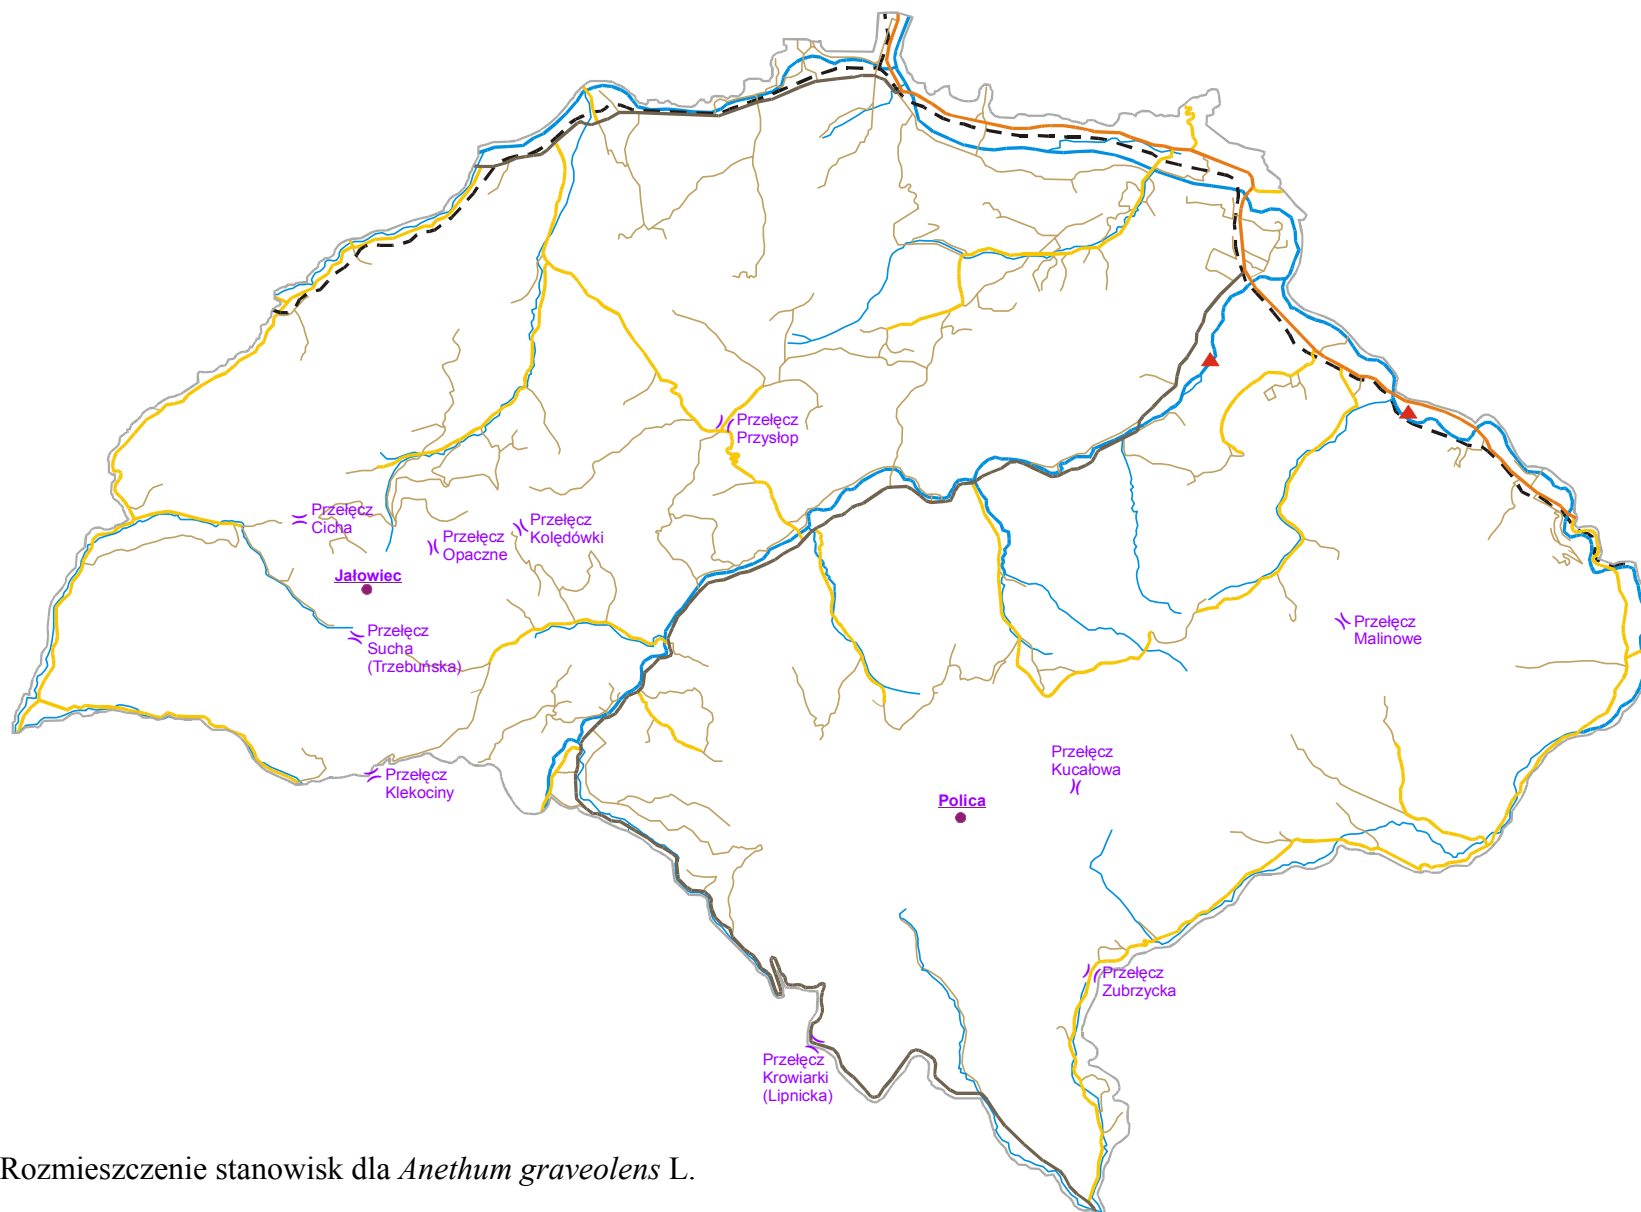 Przełęcz
Przysłop
Przełęcz
Cicha
Przełęcz
Kolędówki
Przełęcz
Opaczne
Jałowiec
Przełęcz
Sucha
(Trzebuńska)
Przełęcz
Malinowe
Przełęcz
Klekociny
Przełęcz
Kucałowa
Polica
Przełęcz
Zubrzycka
Przełęcz
Krowiarki
(Lipnicka)
Rozmieszczenie stanowisk dla Anethum graveolens L.